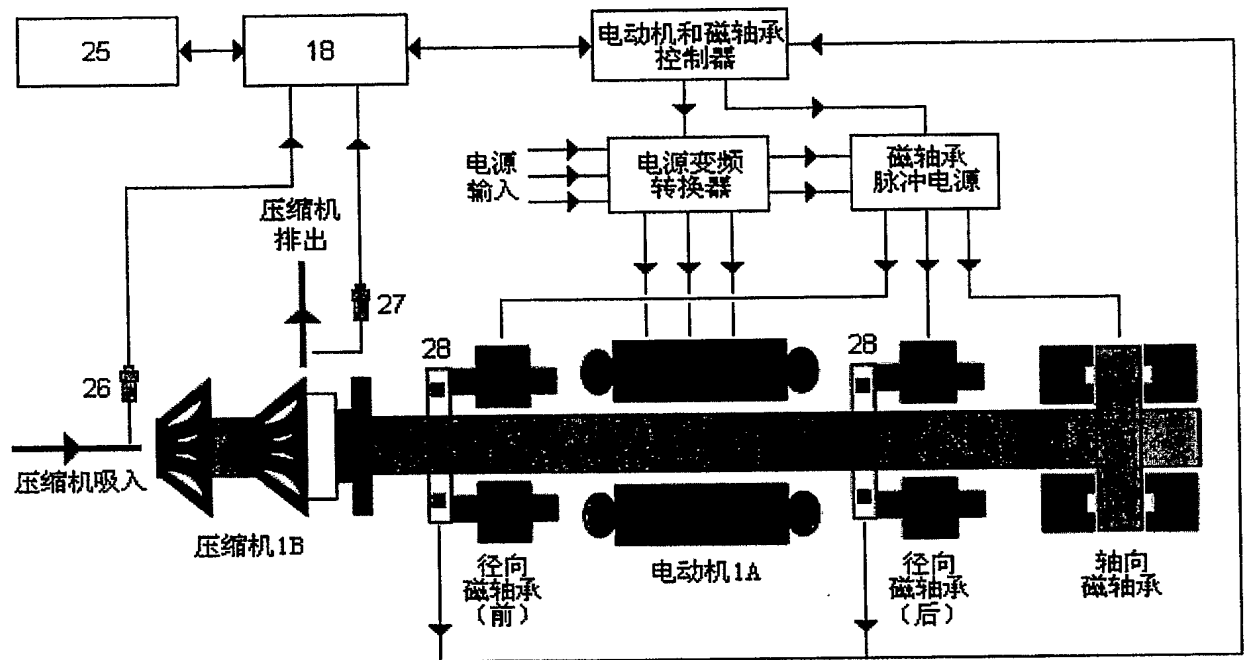 25
18
电动机和磁轴承
控制器
电源
输入
电源变频
转换器
磁轴承
脉冲电源
压缩机
排出
27
26
28
28
压缩机吸入
压缩机1B
径向
磁轴承
（前）
电动机1A
径向
磁轴承
（后）
轴向
磁轴承